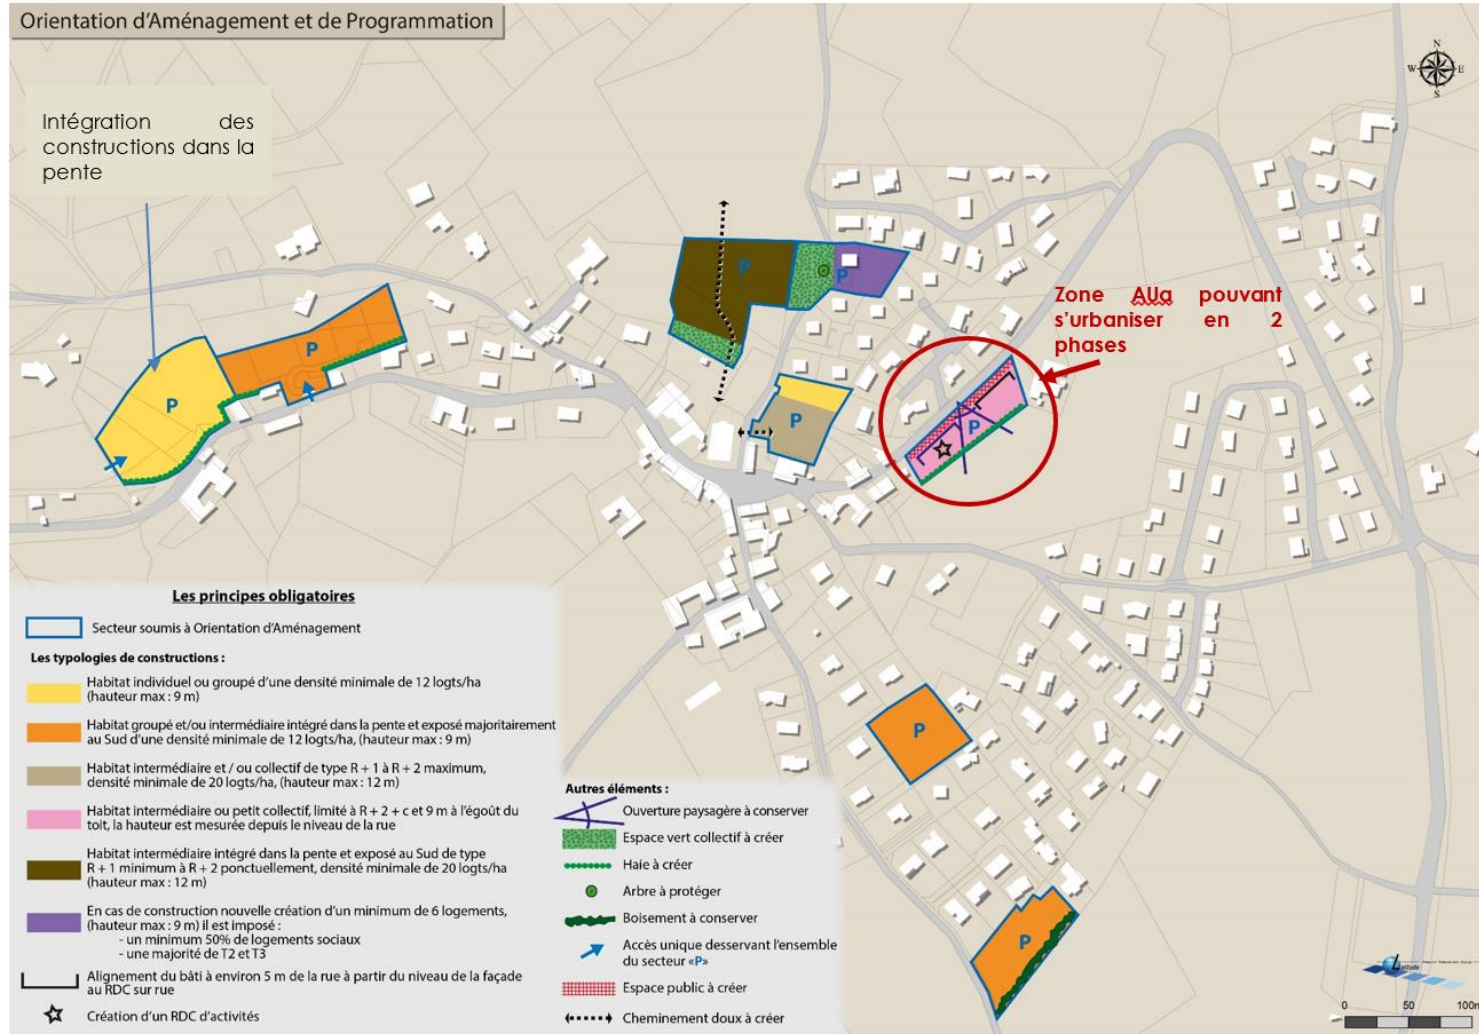 Orientation d'Aménagement et de Programmation
N
W E
S
Intégration des
constructions dans la
pente
Zone AUa pouvant
s'urbaniser en 2
phases
P
P
P
P
P
P
P
P
Les principes obligatoires
Secteur soumis à Orientation d'Aménagement
Les typologies de constructions :
Habitat individuel ou groupé d'une densité minimale de 12 logts/ha
(hauteur max : 9 m)
Habitat groupé et/ou intermédiaire intégré dans la pente et exposé majoritairement
au Sud d'une densité minimale de 12 logts/ha, (hauteur max : 9 m)
Habitat intermédiaire et / ou collectif de type R + 1 à R + 2 maximum,
densité minimale de 20 logts/ha, (hauteur max : 12 m)
Habitat intermédiaire ou petit collectif, limité à R + 2 + c et 9 m à l'égoût du
toit, la hauteur est mesurée depuis le niveau de la rue
Habitat intermédiaire intégré dans la pente et exposé au Sud de type
R + 1 minimum à R + 2 ponctuellement, densité minimale de 20 logts/ha
(hauteur max : 12 m)
En cas de construction nouvelle création d'un minimum de 6 logements,
(hauteur max : 9 m) il est imposé :
- un minimum 50% de logements sociaux
- une majorité de T2 et T3
Alignement du bâti à environ 5 m de la rue à partir du niveau de la façade
au RDC sur rue
Création d'un RDC d'activités
Autres éléments :
Ouverture paysagère à conserver
Espace vert collectif à créer
Haie à créer
Arbre à protéger
Boisement à conserver
Accès unique desservant l'ensemble
du secteur «P»
Espace public à créer
Cheminement doux à créer
Latitude
0 50 100m